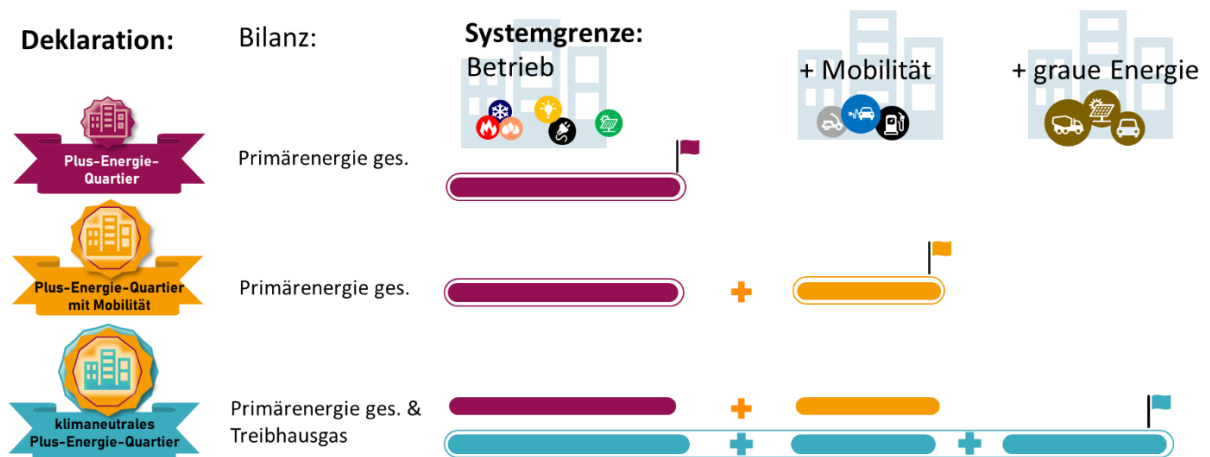 Deklaration:
Bilanz:
Systemgrenze:
Betrieb
+ Mobilität
+ graue Energie
Plus-Energie-
Quartier
Primärenergie ges.
Plus-Energie-Quartier
mit Mobilität
Primärenergie ges.
klimaneutrales
Plus-Energie-Quartier
Primärenergie ges. &
Treibhausgas